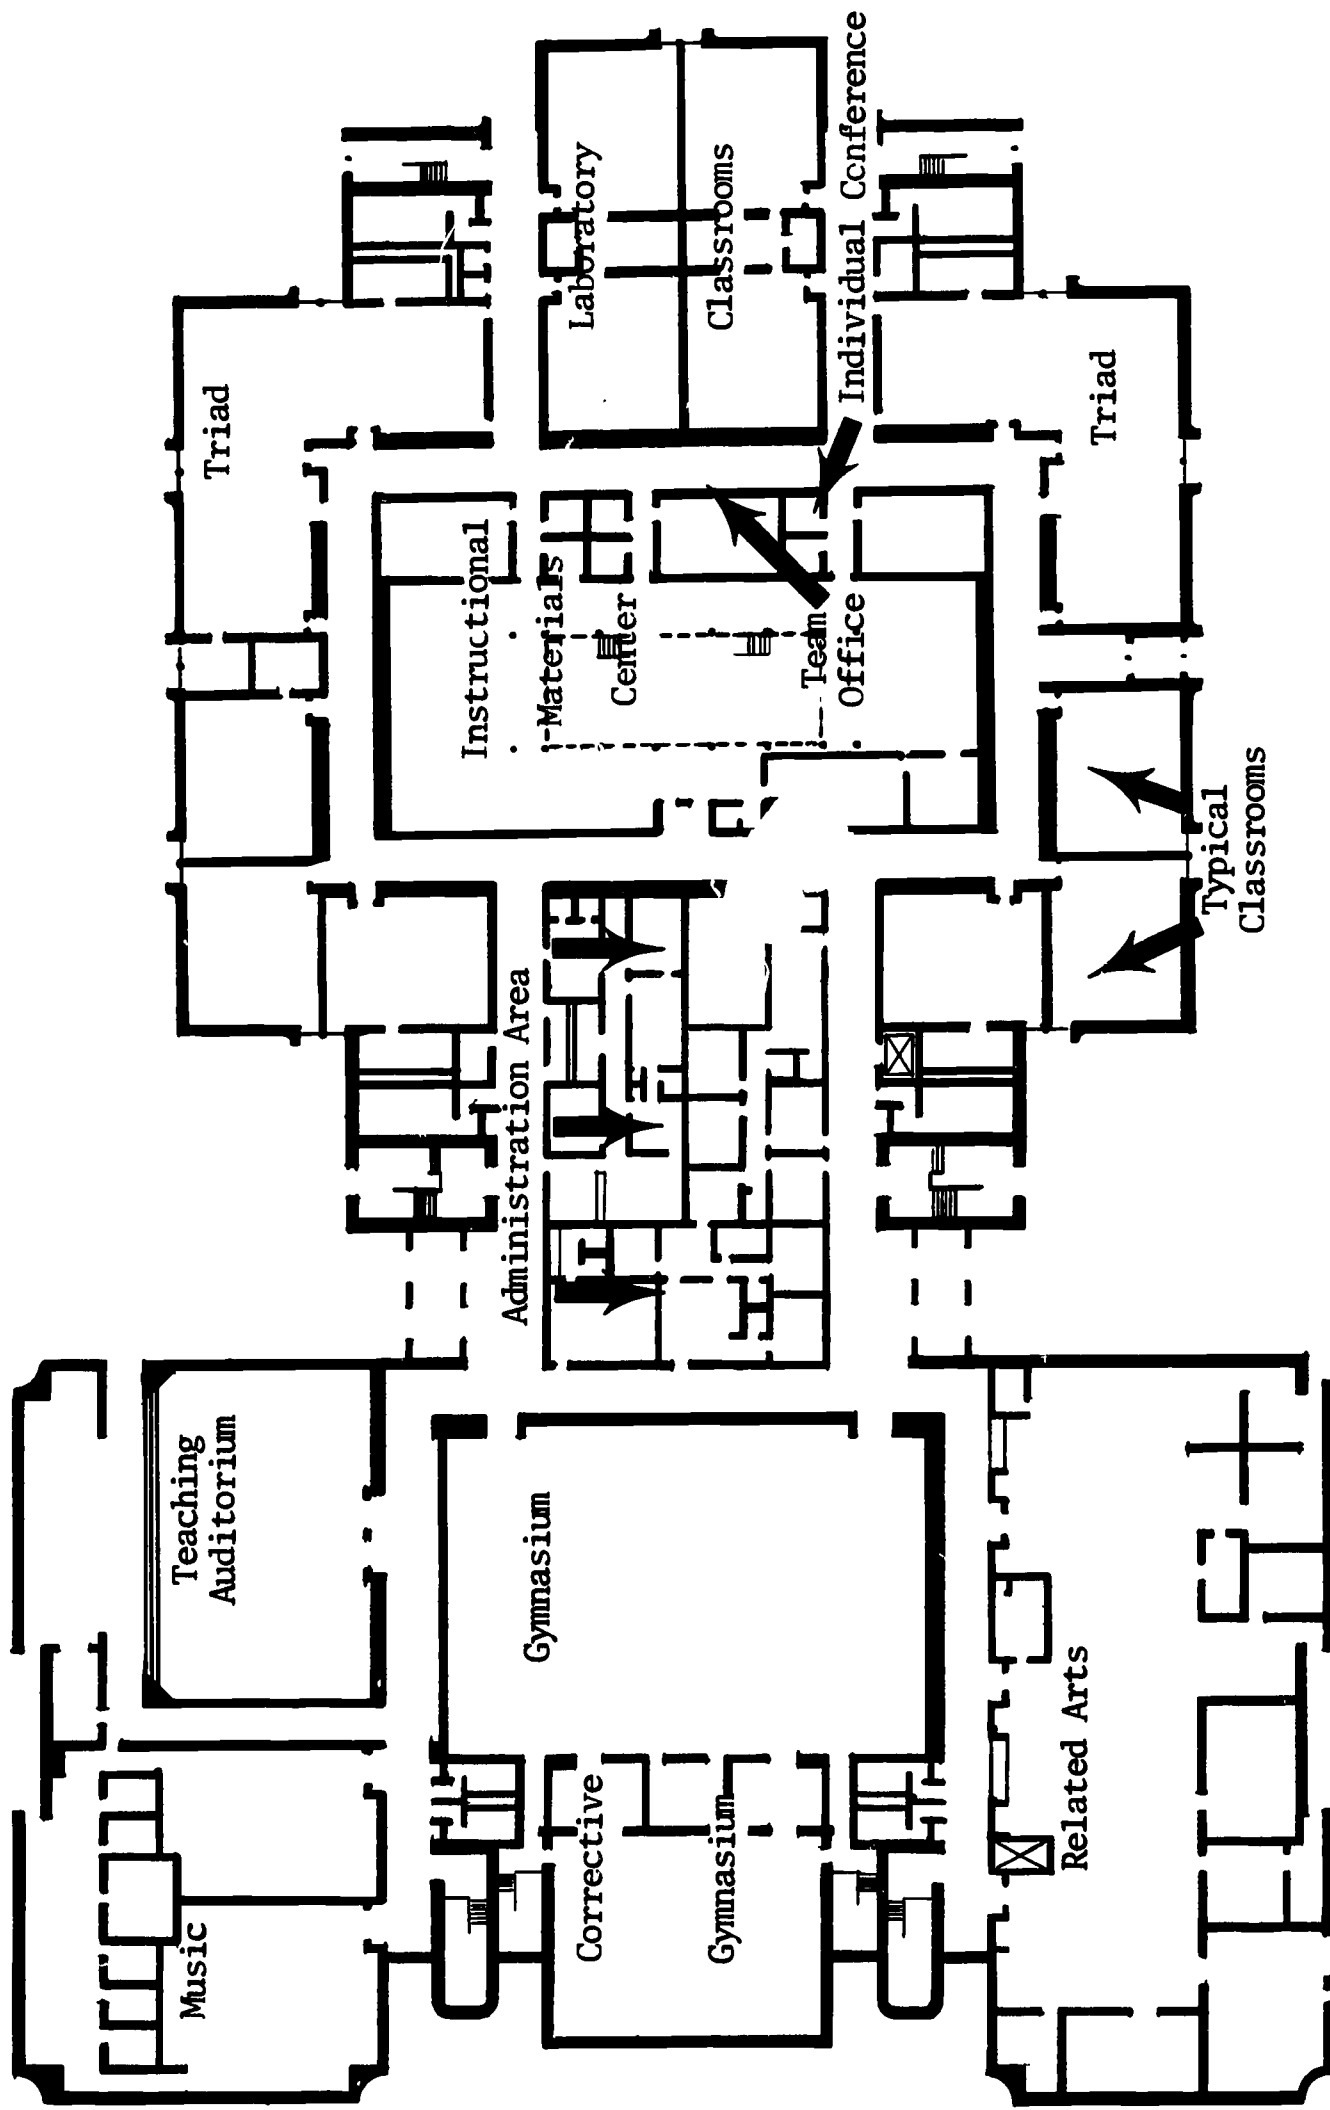 Music
Teaching
Auditorium
Triad
Administration Area
Instructional
Materials
Center
Laboratory
Classrooms
Gymnasium
Corrective
Gymnasium
Team
Office
Individual Conference
Related Arts
Triad
Typical
Classrooms